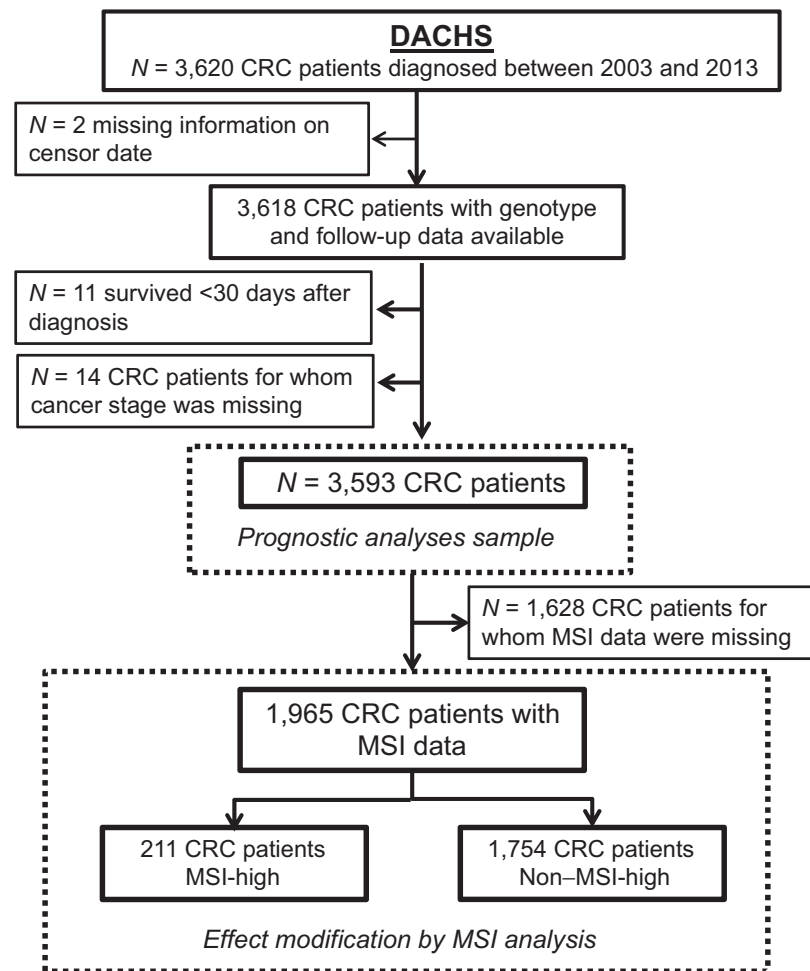 DACHS
N = 3,620 CRC patients diagnosed between 2003 and 2013
N = 2 missing information on
censor date
3,618 CRC patients with genotype
and follow-up data available
N = 11 survived <30 days after
diagnosis
N = 14 CRC patients for whom
cancer stage was missing
N = 3,593 CRC patients
Prognostic analyses sample
N = 1,628 CRC patients for
whom MSI data were missing
1,965 CRC patients with
MSI data
211 CRC patients
MSI-high
1,754 CRC patients
Non–MSI-high
Effect modification by MSI analysis